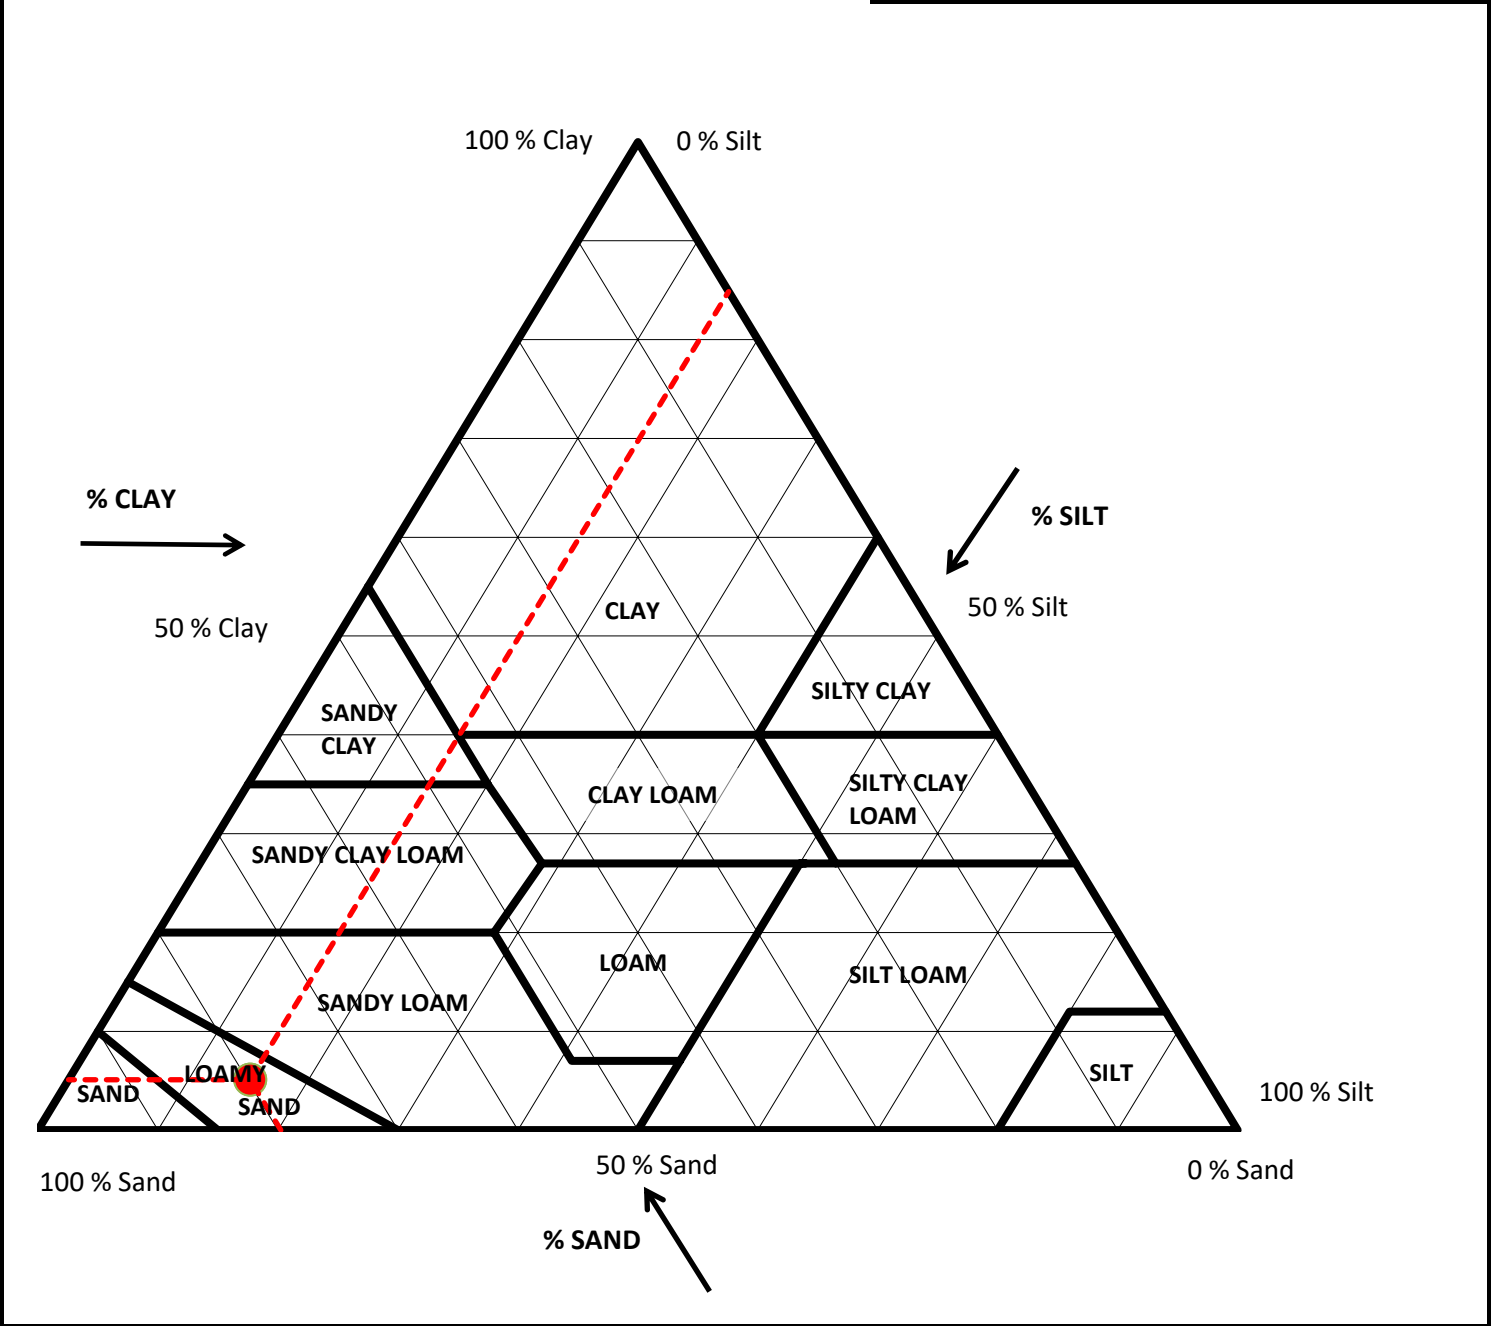 100 % Clay
0 % Silt
% CLAY
% SILT
50 % Silt
50 % Clay
CLAY
SILTY CLAY
SANDY
CLAY
SILTY CLAY
LOAM
CLAY LOAM
SANDY CLAY LOAM
LOAM
SILT LOAM
SANDY LOAM
LOAMY
SAND
SAND
SILT
100 % Silt
50 % Sand
0 % Sand
100 % Sand
% SAND